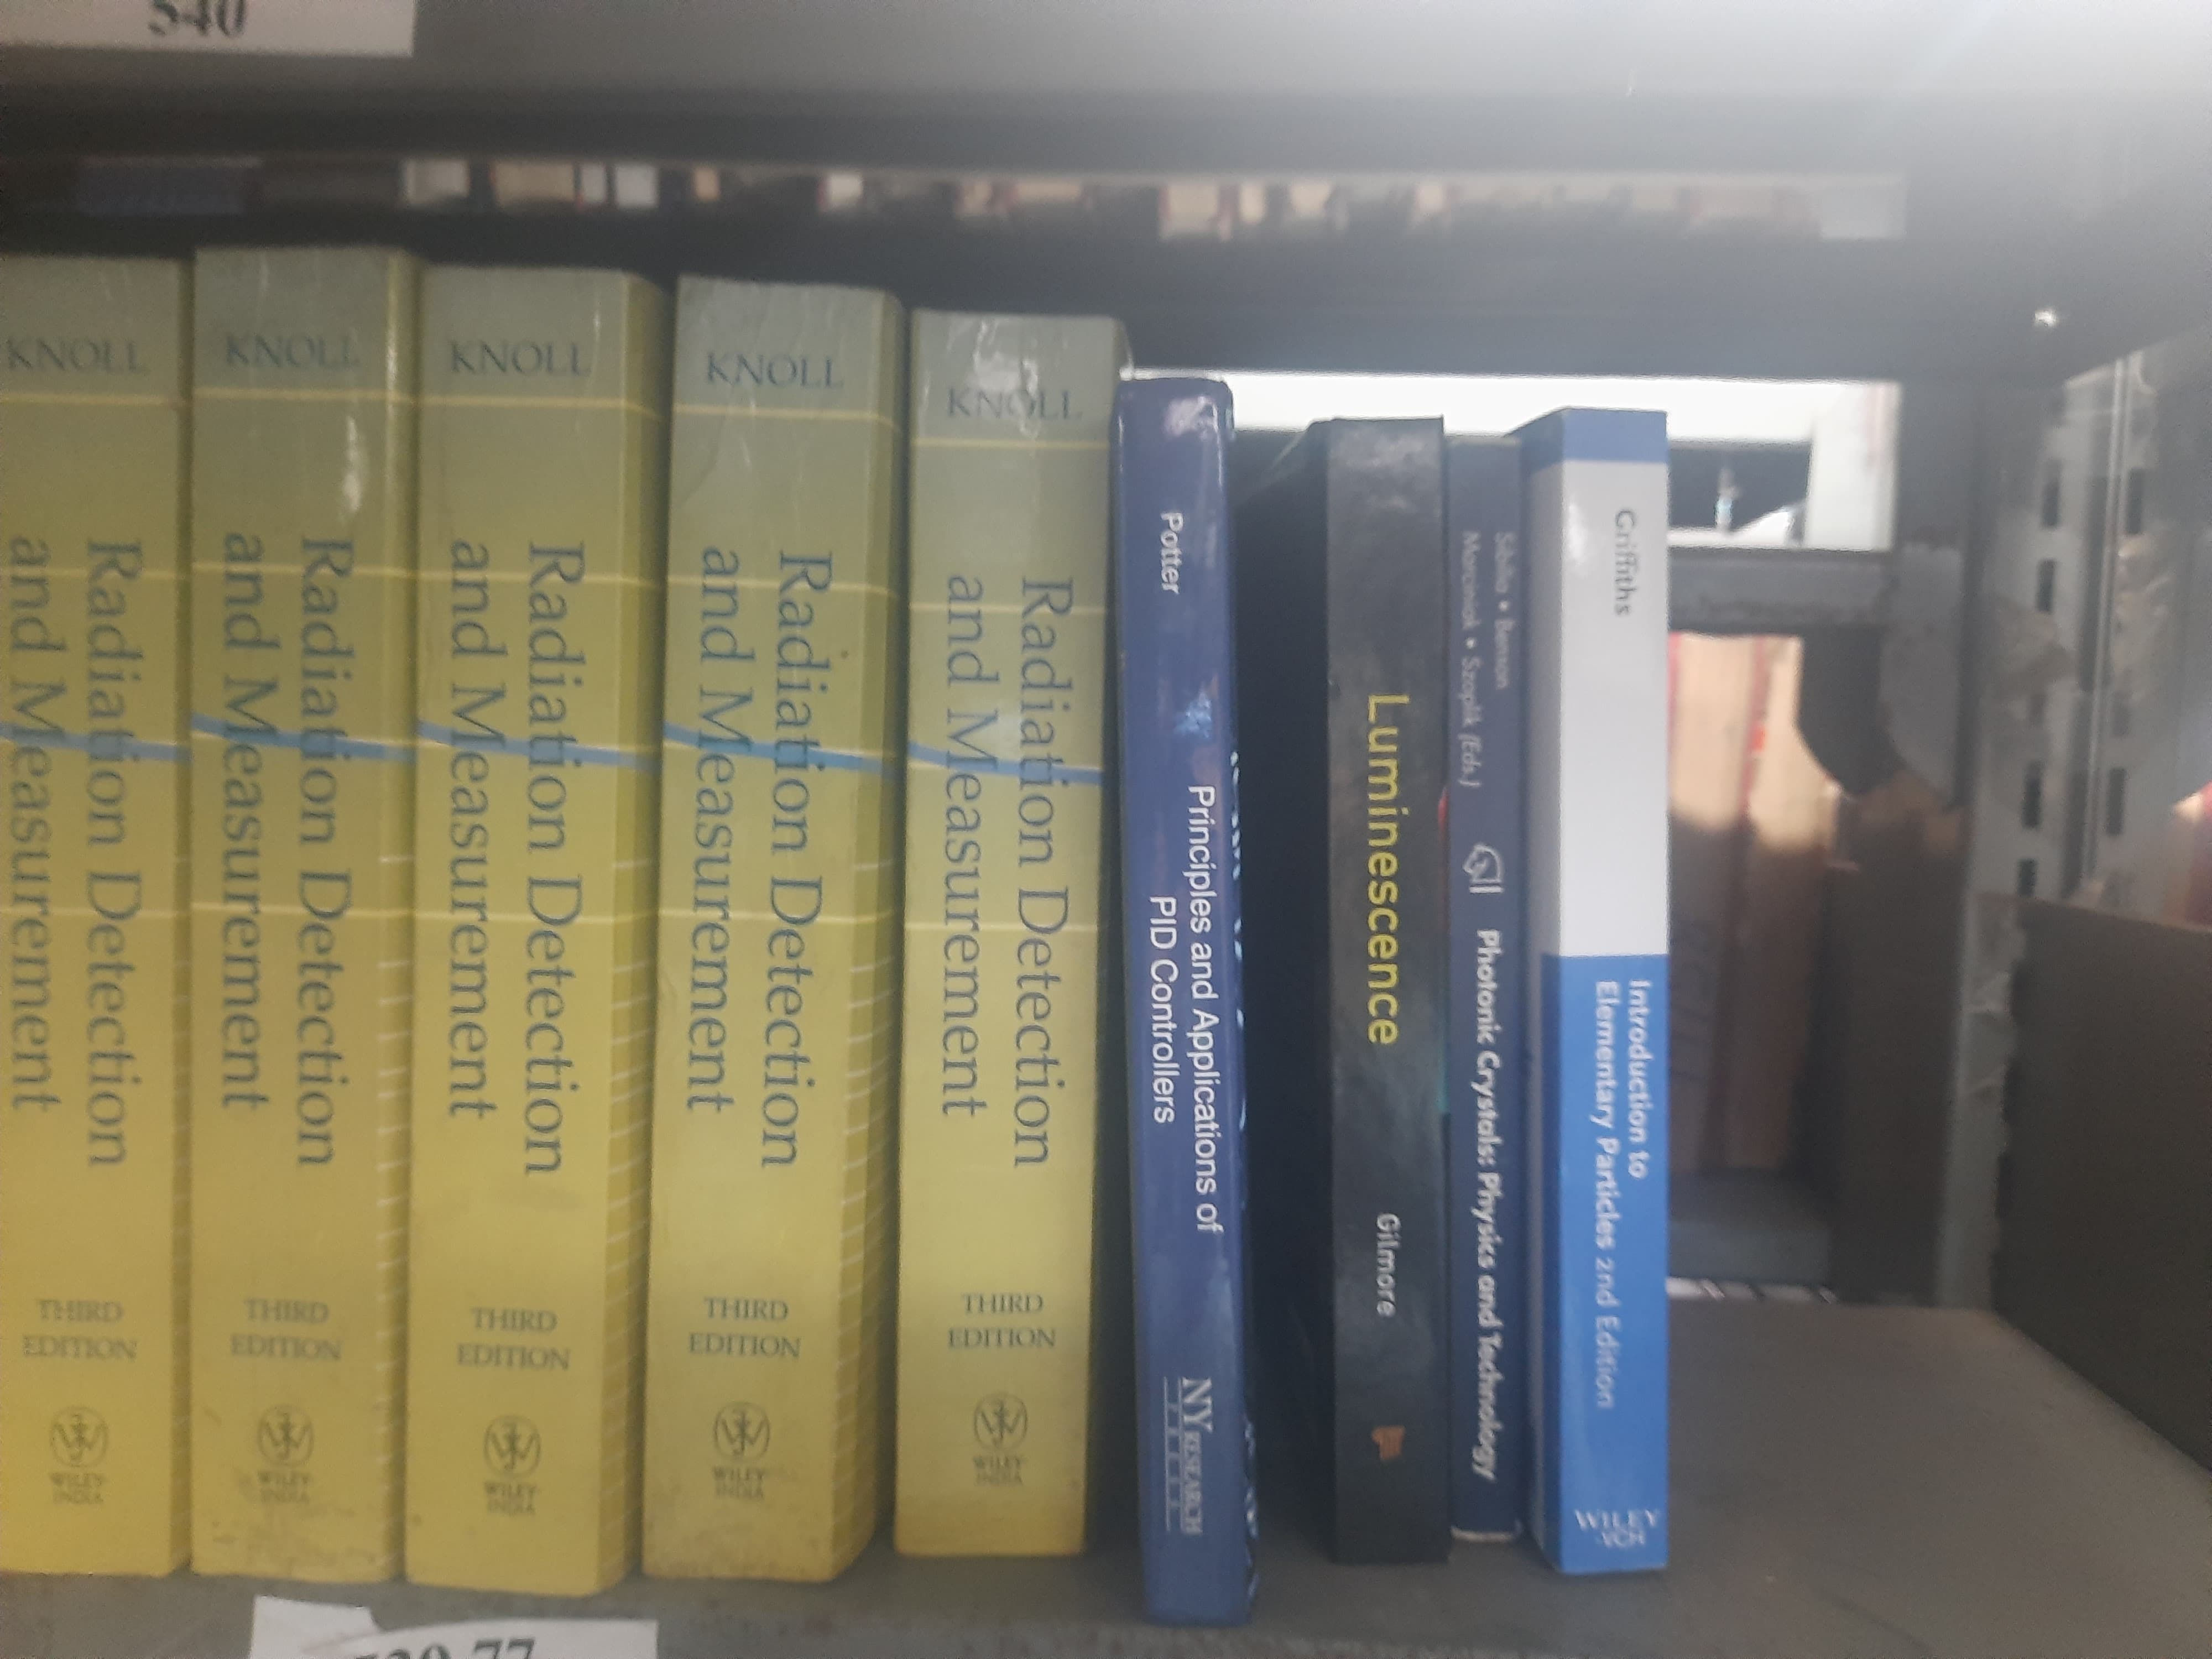 540
KNOLL
Radiation Detection
and Measurement
THIRD
EDITION
WILEY-
INDIA
KNOLL
Radiation Detection
and Measurement
THIRD
EDITION
WILEY-
INDIA
KNOLL
Radiation Detection
and Measurement
THIRD
EDITION
WILEY-
INDIA
KNOLL
Radiation Detection
and Measurement
THIRD
EDITION
WILEY-
INDIA
KNOLL
Radiation Detection
and Measurement
THIRD
EDITION
WILEY-
INDIA
Potter
Principles and Applications of
PID Controllers
NY RESEARCH
PRESS
Luminescence
Gilmore
Sibilia • Benson
Marciniak • Szoplik (Eds.)
Photonic Crystals: Physics and Technology
Griffiths
Introduction to
Elementary Particles 2nd Edition
WILEY
-VCH